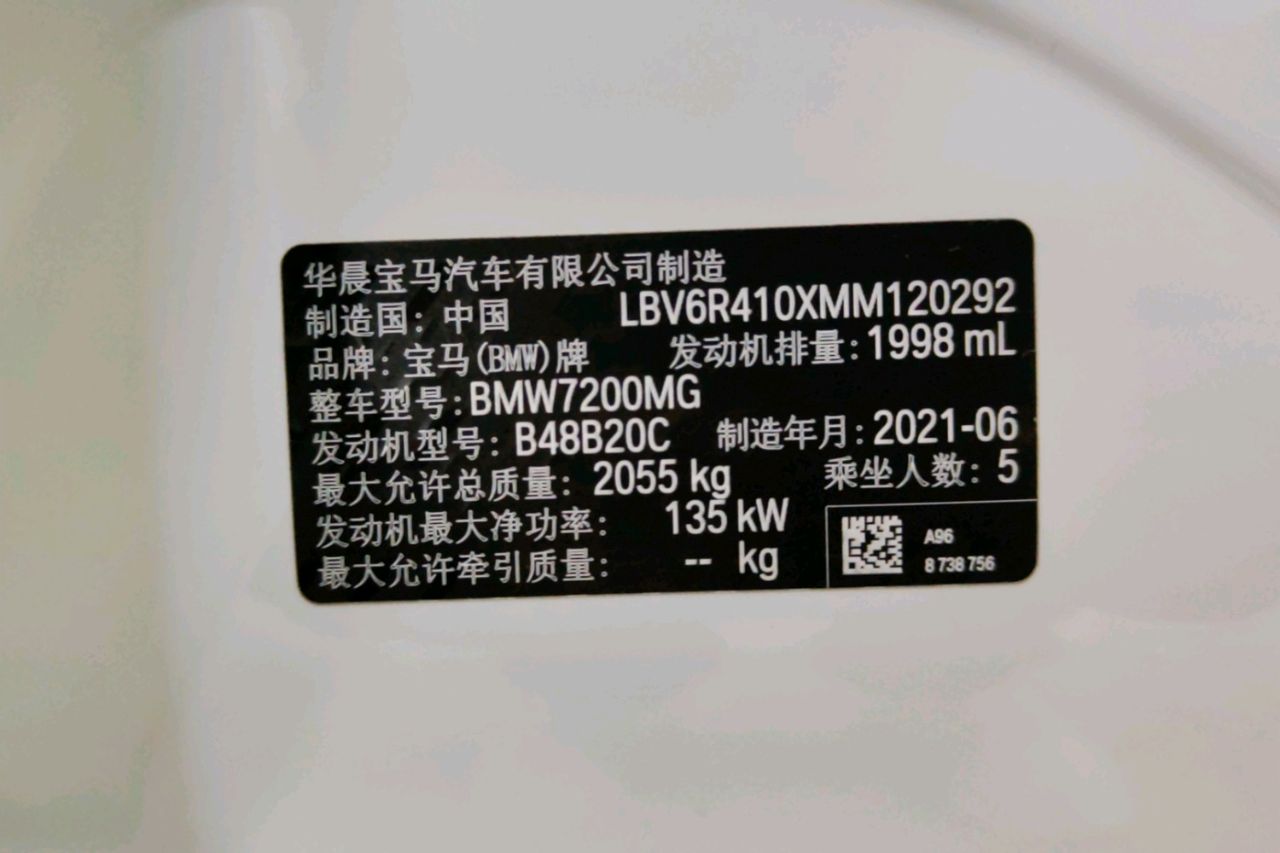 华晨宝马汽车有限公司制造
制造国：中国 LBV6R410XMM120292
品牌：宝马(BMW)牌 发动机排量：1998 mL
整车型号：BMW7200MG
发动机型号：B48B20C 制造年月：2021-06
最大允许总质量：2055 kg 乘坐人数：5
发动机最大净功率：135 kW
最大允许牵引质量：-- kg
A96
8 738 756